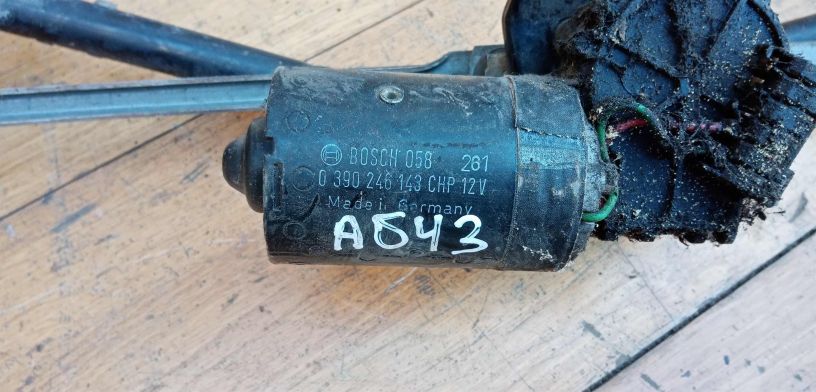 BOSCH 058 261
0 390 246 143 CHP 12V
Made in Germany
АБ43